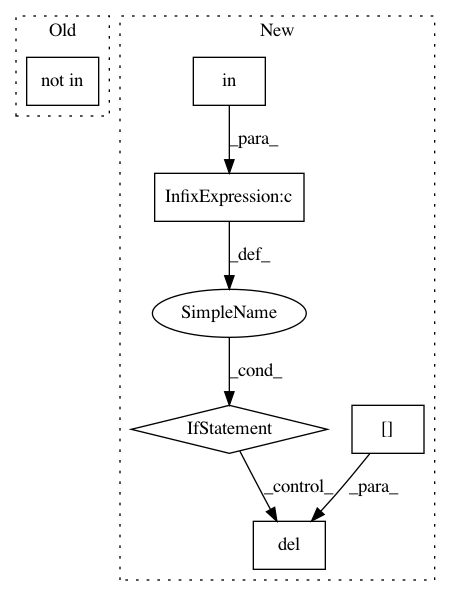 Old
New
not in
in
_para_
InfixExpression:c
_def_
SimpleName
_cond_
IfStatement
[]
_control_
_para_
del